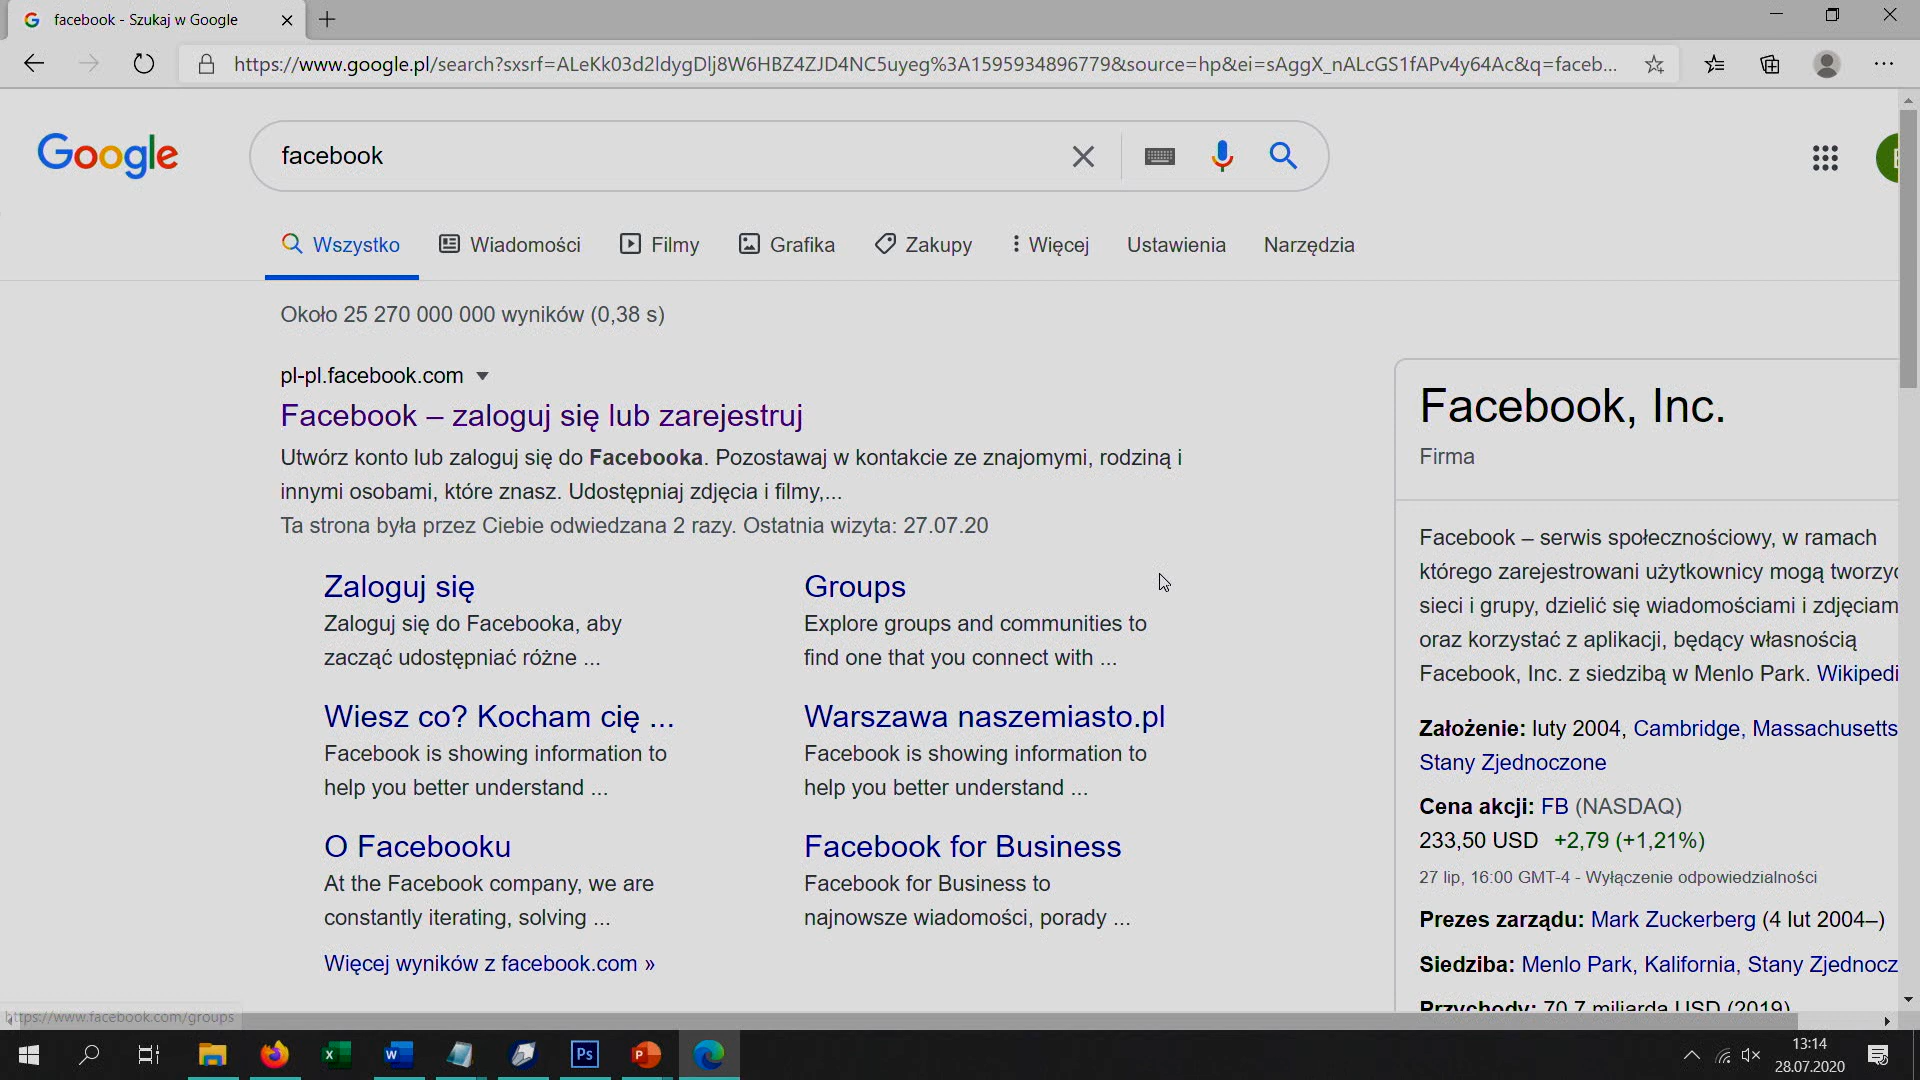 facebook - Szukaj w Google
https://www.google.pl/search?sxsrf=ALeKk03d2ldygDlj8W6HBZ4ZJD4NC5uyeg%3A1595934896779&source=hp&ei=sAggX_nALcGS1fAPv4y64Ac&q=faceb...
Google
facebook
Wszystko
Wiadomości
Filmy
Grafika
Zakupy
Więcej
Ustawienia
Narzędzia
Około 25 270 000 000 wyników (0,38 s)
pl-pl.facebook.com
Facebook – zaloguj się lub zarejestruj
Utwórz konto lub zaloguj się do Facebooka. Pozostawaj w kontakcie ze znajomymi, rodziną i
innymi osobami, które znasz. Udostępniaj zdjęcia i filmy,...
Ta strona była przez Ciebie odwiedzana 2 razy. Ostatnia wizyta: 27.07.20
Zaloguj się
Zaloguj się do Facebooka, aby
zacząć udostępniać różne ...
Groups
Explore groups and communities to
find one that you connect with ...
Wiesz co? Kocham cię ...
Facebook is showing information to
help you better understand ...
Warszawa naszemiasto.pl
Facebook is showing information to
help you better understand ...
O Facebooku
At the Facebook company, we are
constantly iterating, solving ...
Facebook for Business
Facebook for Business to
najnowsze wiadomości, porady ...
Więcej wyników z facebook.com »
Facebook, Inc.
Firma
Facebook – serwis społecznościowy, w ramach
którego zarejestrowani użytkownicy mogą tworzyć
sieci i grupy, dzielić się wiadomościami i zdjęciam
oraz korzystać z aplikacji, będący własnością
Facebook, Inc. z siedzibą w Menlo Park. Wikipedi
Założenie: luty 2004, Cambridge, Massachusetts
Stany Zjednoczone
Cena akcji: FB (NASDAQ)
233,50 USD +2,79 (+1,21%)
27 lip, 16:00 GMT-4 - Wyłączenie odpowiedzialności
Prezes zarządu: Mark Zuckerberg (4 lut 2004–)
Siedziba: Menlo Park, Kalifornia, Stany Zjednocz
Przychody: 70,7 miliarda USD (2019)
https://www.facebook.com/groups
13:14
28.07.2020